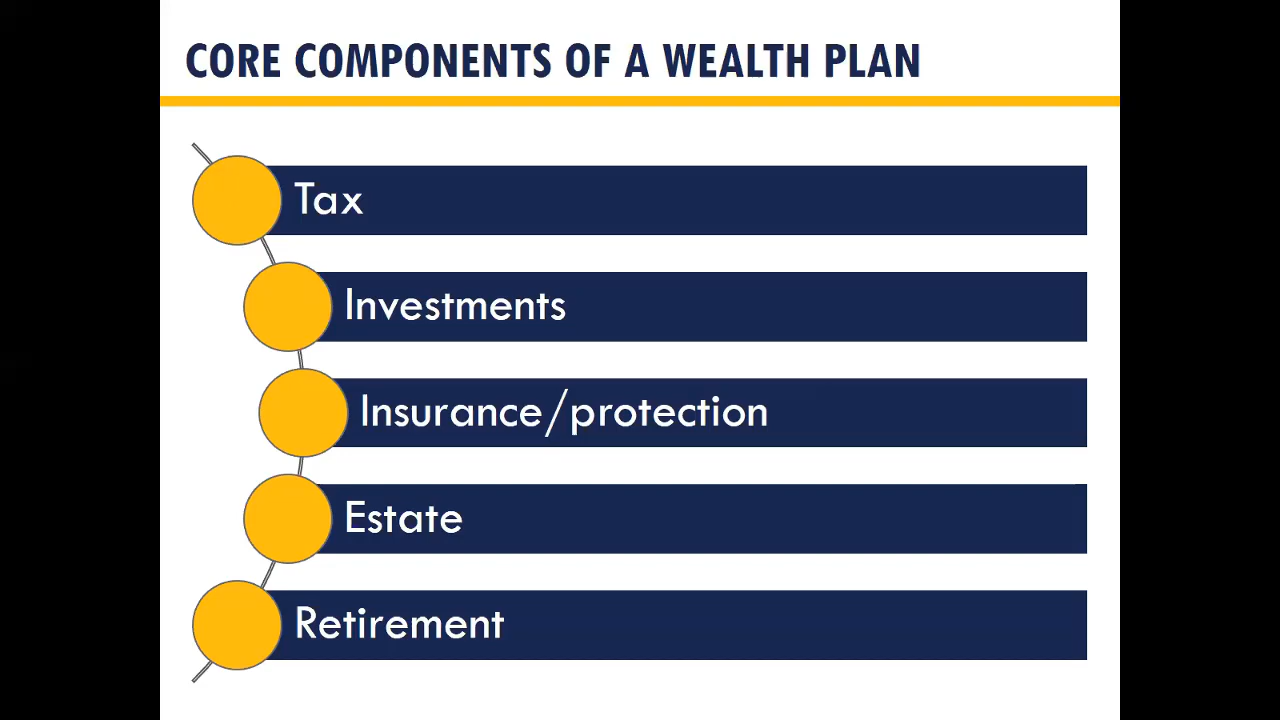 CORE COMPONENTS OF A WEALTH PLAN
Tax
Investments
Insurance/protection
Estate
Retirement